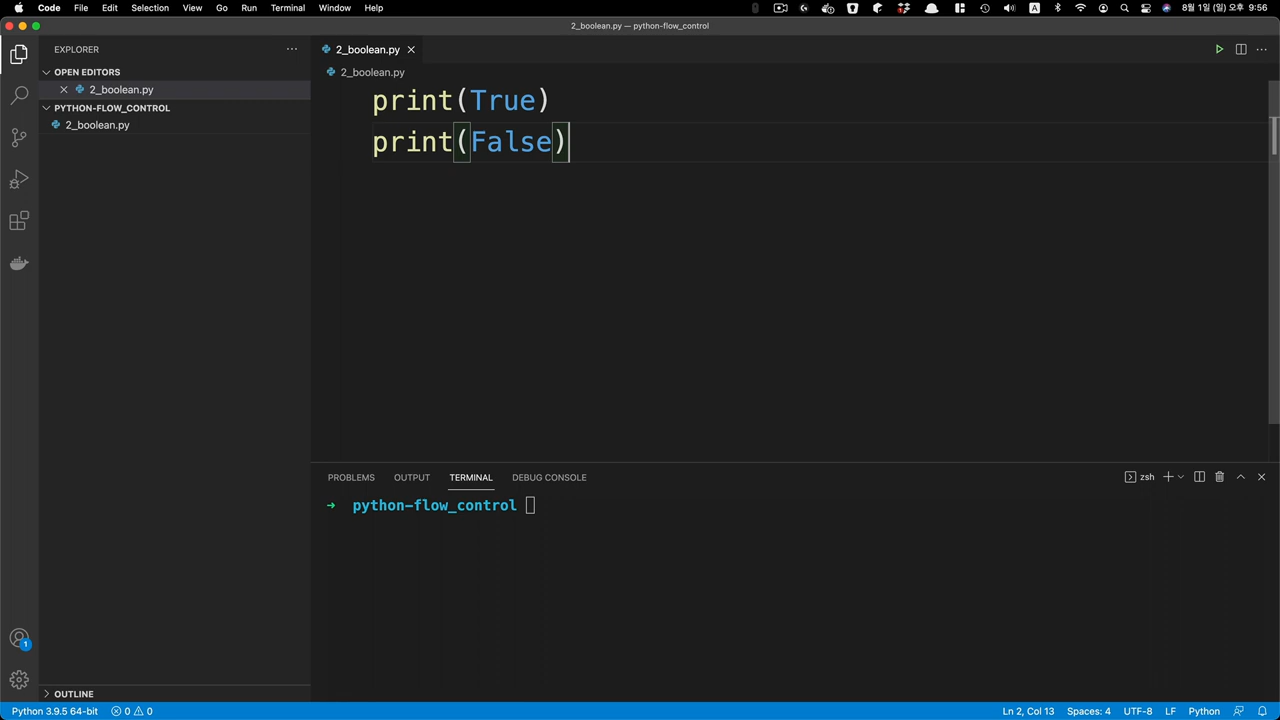 Code File Edit Selection View Go Run Terminal Window Help A 8월 1일 (일) 오후 9:56
2_boolean.py — python-flow_control
EXPLORER
OPEN EDITORS
2_boolean.py
PYTHON-FLOW_CONTROL
2_boolean.py
OUTLINE
2_boolean.py
2_boolean.py
print(True)
print(False)
PROBLEMS OUTPUT TERMINAL DEBUG CONSOLE zsh
→ python-flow_control
1
Python 3.9.5 64-bit 0 0 Ln 2, Col 13 Spaces: 4 UTF-8 LF Python